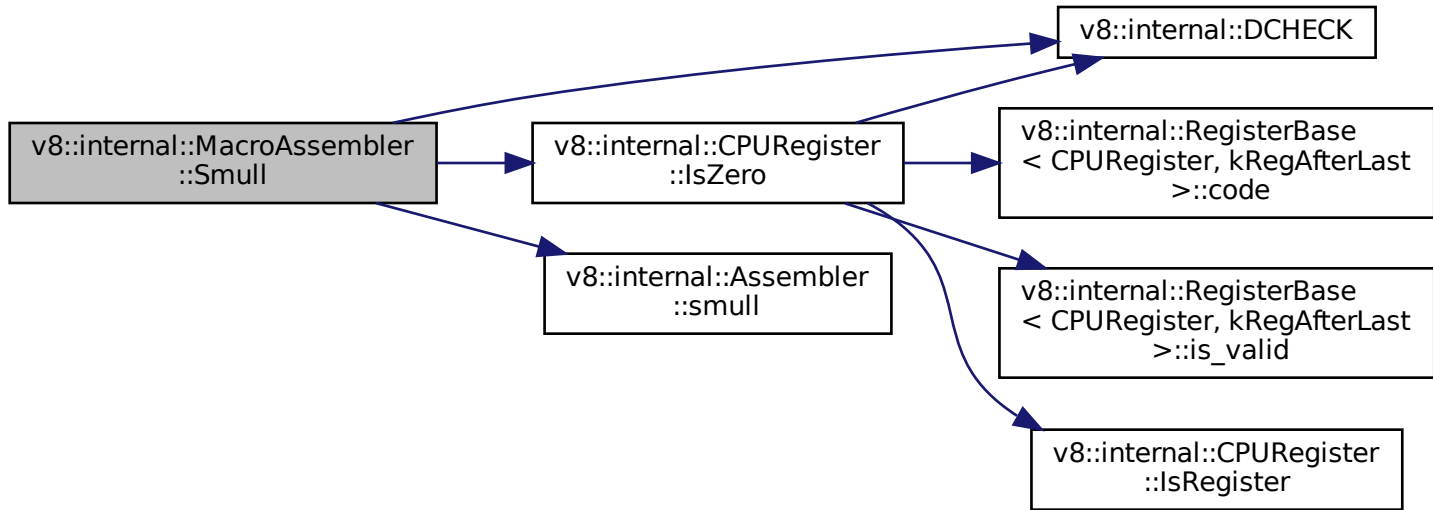 v8::internal::MacroAssembler
::Smull
v8::internal::CPURegister
::IsZero
v8::internal::Assembler
::smull
v8::internal::DCHECK
v8::internal::RegisterBase
< CPURegister, kRegAfterLast
>::code
v8::internal::RegisterBase
< CPURegister, kRegAfterLast
>::is_valid
v8::internal::CPURegister
::IsRegister